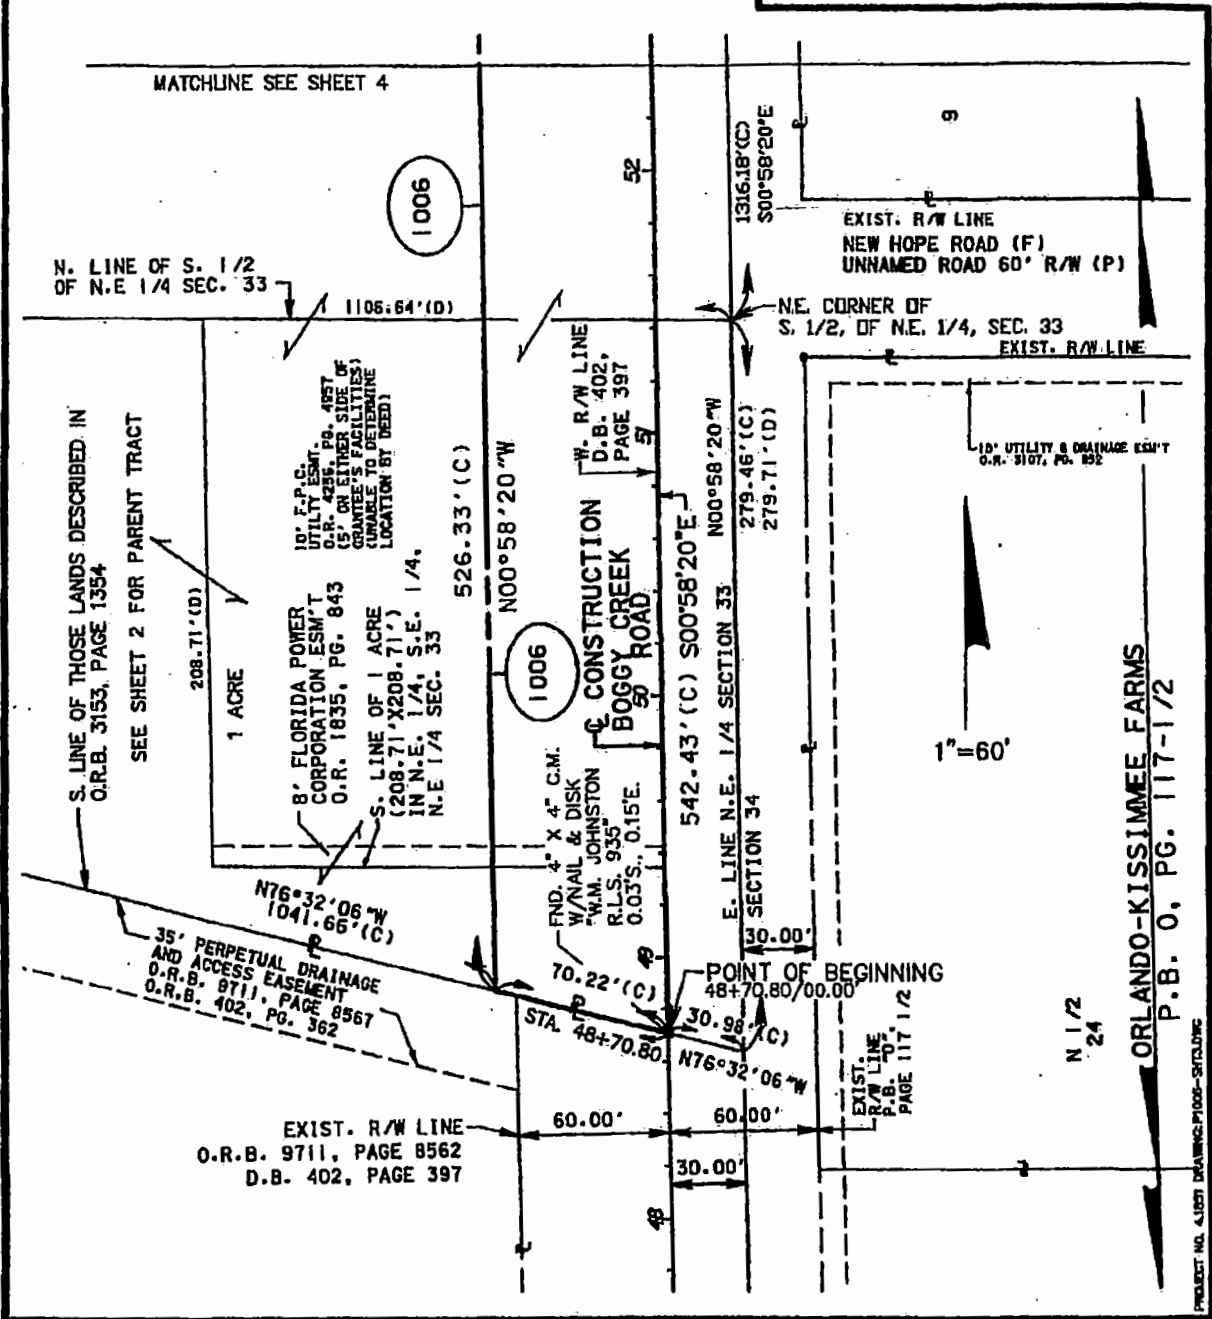 MATCHLINE SEE SHEET 4
1006
52
1316.18'(C)
S00°58'20"E
9
EXIST. R/W LINE
NEW HOPE ROAD (F)
UNNAMED ROAD 60' R/W (P)
N. LINE OF S. 1/2
OF N.E 1/4 SEC. 33
1106.64'(D)
N.E. CORNER OF
S. 1/2, OF N.E. 1/4, SEC. 33
EXIST. R/W LINE
W. R/W LINE
D.B. 402,
PAGE 397
51
10' UTILITY & DRAINAGE ESM'T
O.R. 3107, PG. 852
S. LINE OF THOSE LANDS DESCRIBED IN
O.R.B. 3153, PAGE 1354
SEE SHEET 2 FOR PARENT TRACT
208.71'(D)
1 ACRE
10' F.P.C.
UTILTY ESMT.
O.R. 4256, PG. 4957
(5' ON EITHER SIDE OF
GRANTEE'S FACILITIES)
(UNABLE TO DETERMINE
LOCATION BY DEED)
8' FLORIDA POWER
CORPORATION ESM'T
O.R. 1835, PG. 843
S. LINE OF 1 ACRE
(208.71'X208.71')
IN N.E. 1/4, S.E. 1/4,
N.E 1/4 SEC. 33
526.33'(C)
N00°58'20"W
1006
℄ CONSTRUCTION
BOGGY CREEK
ROAD
50
542.43'(C) S00°58'20"E
N00°58'20"W
279.46'(C)
279.71'(D)
E. LINE N.E. 1/4 SECTION 33
SECTION 34
1"=60'
ORLANDO-KISSIMMEE FARMS
P.B. O, PG. 117-1/2
FND. 4" X 4" C.M.
W/NAIL & DISK
"W.M. JOHNSTON
R.L.S. 935"
0.03'S., 0.15'E.
N76°32'06"W
1041.66'(C)
35' PERPETUAL DRAINAGE
AND ACCESS EASEMENT
O.R.B. 9711, PAGE 8567
O.R.B. 402, PG. 362
30.00'
49
70.22'(C)
POINT OF BEGINNING
48+70.80/00.00'
30.98'(C)
STA. 48+70.80
N76°32'06"W
N 1/2
24
EXIST.
R/W LINE
P.B. "O",
PAGE 117 1/2
EXIST. R/W LINE
O.R.B. 9711, PAGE 8562
D.B. 402, PAGE 397
60.00'
60.00'
30.00'
48